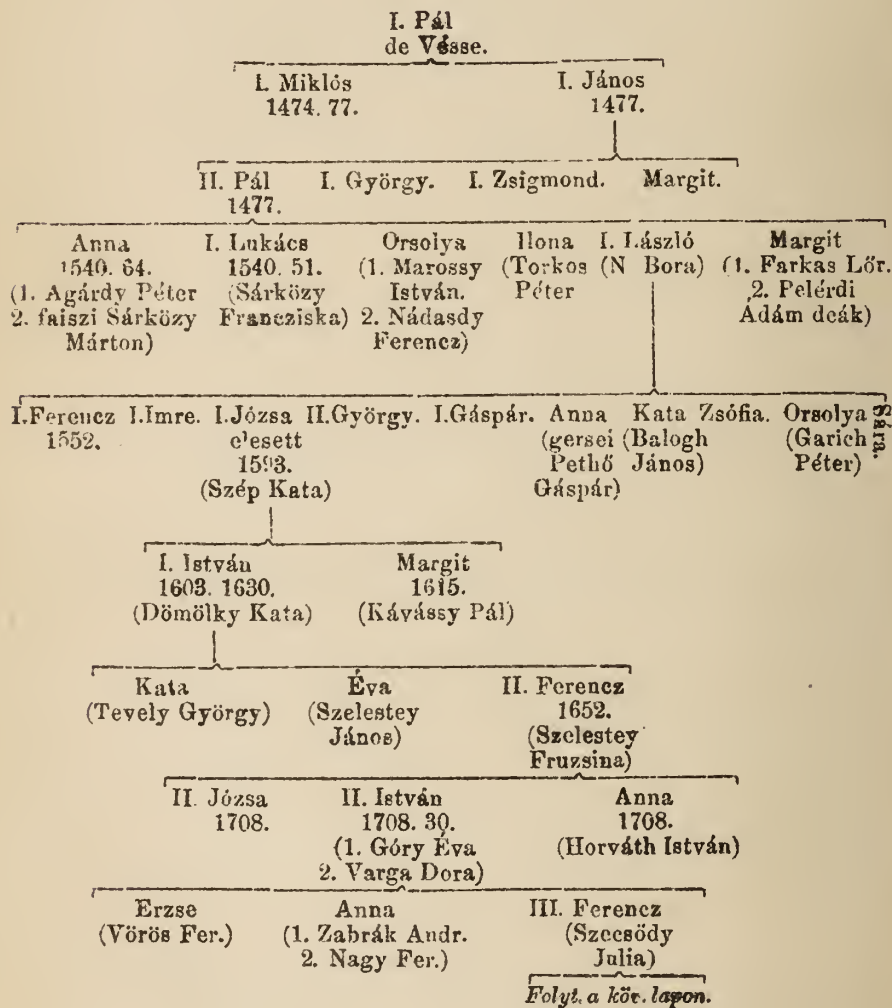 I. Pál
de Vésse.
I. Miklós I. János
1474. 77. 1477.
II. Pál I. György. I. Zsigmond. Margit.
1477.
Anna I. Lukács Orsolya Ilona I. László Margit
1540. 64. 1540. 51. (1. Marossy (Torkos (N Bora) (1. Farkas Lőr.
(1. Agárdy Péter (Sárközy István. Péter 2. Pelérdi
2. faiszi Sárközy Francziska) 2. Nádasdy Adám deák)
Márton) Ferencz)
I. Ferencz I. Imre. I. Józsa II. György. I. Gáspár. Anna Kata Zsófia. Orsolya Sára.
1552. elesett (gersei (Balogh (Garich
1593. Pethő János) Péter)
(Szép Kata) Gáspár)
I. István Margit
1603. 1630. 1615.
(Dömölky Kata) (Kávássy Pál)
Kata Éva II. Ferencz
(Tevely György) (Szelestey 1652.
János) (Szelestey
Fruzsina)
II. Józsa II. István Anna
1708. 1708. 30. 1708.
(1. Góry Éva (Horváth István)
2. Varga Dora)
Erzse Anna III. Ferencz
(Vörös Fer.) (1. Zabrák Andr. (Szecsödy
2. Nagy Fer.) Julia)
Folyt. a köv. lapon.